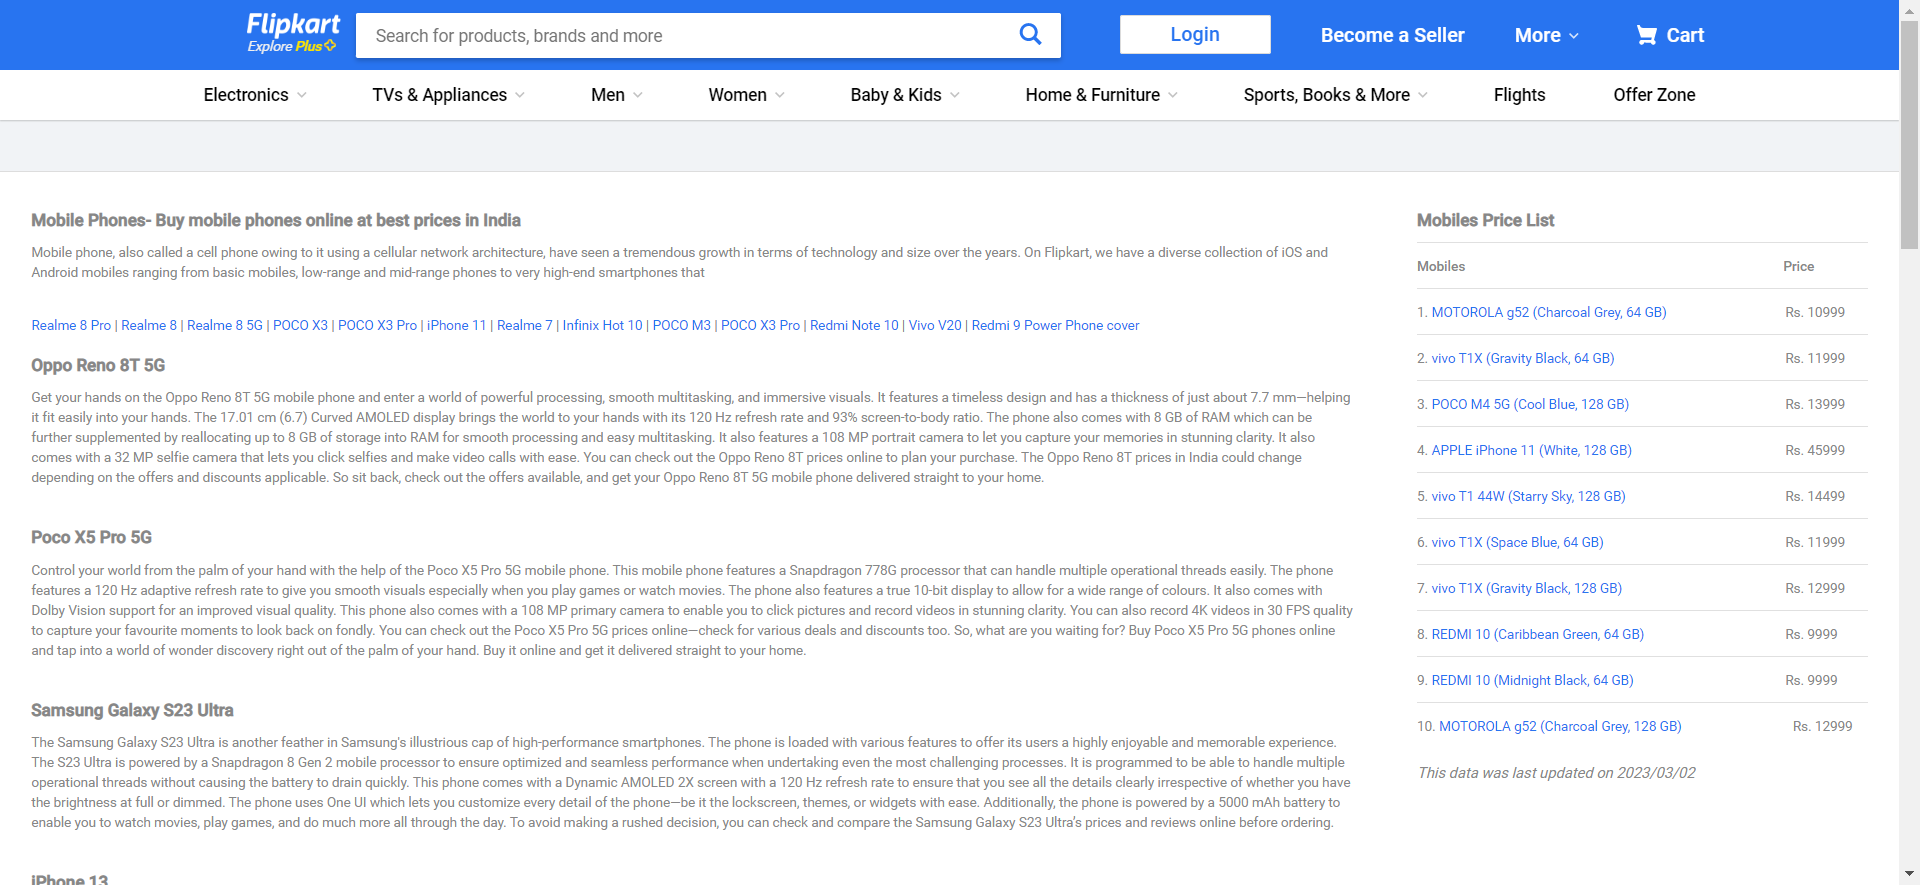 Flipkart
Explore Plus
Search for products, brands and more
Login
Become a Seller
More
Cart
Electronics
TVs & Appliances
Men
Women
Baby & Kids
Home & Furniture
Sports, Books & More
Flights
Offer Zone
Mobile Phones- Buy mobile phones online at best prices in India
Mobile phone, also called a cell phone owing to it using a cellular network architecture, have seen a tremendous growth in terms of technology and size over the years. On Flipkart, we have a diverse collection of iOS and
Android mobiles ranging from basic mobiles, low-range and mid-range phones to very high-end smartphones that
Realme 8 Pro | Realme 8 | Realme 8 5G | POCO X3 | POCO X3 Pro | iPhone 11 | Realme 7 | Infinix Hot 10 | POCO M3 | POCO X3 Pro | Redmi Note 10 | Vivo V20 | Redmi 9 Power Phone cover
Oppo Reno 8T 5G
Get your hands on the Oppo Reno 8T 5G mobile phone and enter a world of powerful processing, smooth multitasking, and immersive visuals. It features a timeless design and has a thickness of just about 7.7 mm—helping
it fit easily into your hands. The 17.01 cm (6.7) Curved AMOLED display brings the world to your hands with its 120 Hz refresh rate and 93% screen-to-body ratio. The phone also comes with 8 GB of RAM which can be
further supplemented by reallocating up to 8 GB of storage into RAM for smooth processing and easy multitasking. It also features a 108 MP portrait camera to let you capture your memories in stunning clarity. It also
comes with a 32 MP selfie camera that lets you click selfies and make video calls with ease. You can check out the Oppo Reno 8T prices online to plan your purchase. The Oppo Reno 8T prices in India could change
depending on the offers and discounts applicable. So sit back, check out the offers available, and get your Oppo Reno 8T 5G mobile phone delivered straight to your home.
Poco X5 Pro 5G
Control your world from the palm of your hand with the help of the Poco X5 Pro 5G mobile phone. This mobile phone features a Snapdragon 778G processor that can handle multiple operational threads easily. The phone
features a 120 Hz adaptive refresh rate to give you smooth visuals especially when you play games or watch movies. The phone also features a true 10-bit display to allow for a wide range of colours. It also comes with
Dolby Vision support for an improved visual quality. This phone also comes with a 108 MP primary camera to enable you to click pictures and record videos in stunning clarity. You can also record 4K videos in 30 FPS quality
to capture your favourite moments to look back on fondly. You can check out the Poco X5 Pro 5G prices online—check for various deals and discounts too. So, what are you waiting for? Buy Poco X5 Pro 5G phones online
and tap into a world of wonder discovery right out of the palm of your hand. Buy it online and get it delivered straight to your home.
Samsung Galaxy S23 Ultra
The Samsung Galaxy S23 Ultra is another feather in Samsung's illustrious cap of high-performance smartphones. The phone is loaded with various features to offer its users a highly enjoyable and memorable experience.
The S23 Ultra is powered by a Snapdragon 8 Gen 2 mobile processor to ensure optimized and seamless performance when undertaking even the most challenging processes. It is programmed to be able to handle multiple
operational threads without causing the battery to drain quickly. This phone comes with a Dynamic AMOLED 2X screen with a 120 Hz refresh rate to ensure that you see all the details clearly irrespective of whether you have
the brightness at full or dimmed. The phone uses One UI which lets you customize every detail of the phone—be it the lockscreen, themes, or widgets with ease. Additionally, the phone is powered by a 5000 mAh battery to
enable you to watch movies, play games, and do much more all through the day. To avoid making a rushed decision, you can check and compare the Samsung Galaxy S23 Ultra's prices and reviews online before ordering.
iPhone 13
Mobiles Price List
Mobiles Price
1. MOTOROLA g52 (Charcoal Grey, 64 GB) Rs. 10999
2. vivo T1X (Gravity Black, 64 GB) Rs. 11999
3. POCO M4 5G (Cool Blue, 128 GB) Rs. 13999
4. APPLE iPhone 11 (White, 128 GB) Rs. 45999
5. vivo T1 44W (Starry Sky, 128 GB) Rs. 14499
6. vivo T1X (Space Blue, 64 GB) Rs. 11999
7. vivo T1X (Gravity Black, 128 GB) Rs. 12999
8. REDMI 10 (Caribbean Green, 64 GB) Rs. 9999
9. REDMI 10 (Midnight Black, 64 GB) Rs. 9999
10. MOTOROLA g52 (Charcoal Grey, 128 GB) Rs. 12999
This data was last updated on 2023/03/02